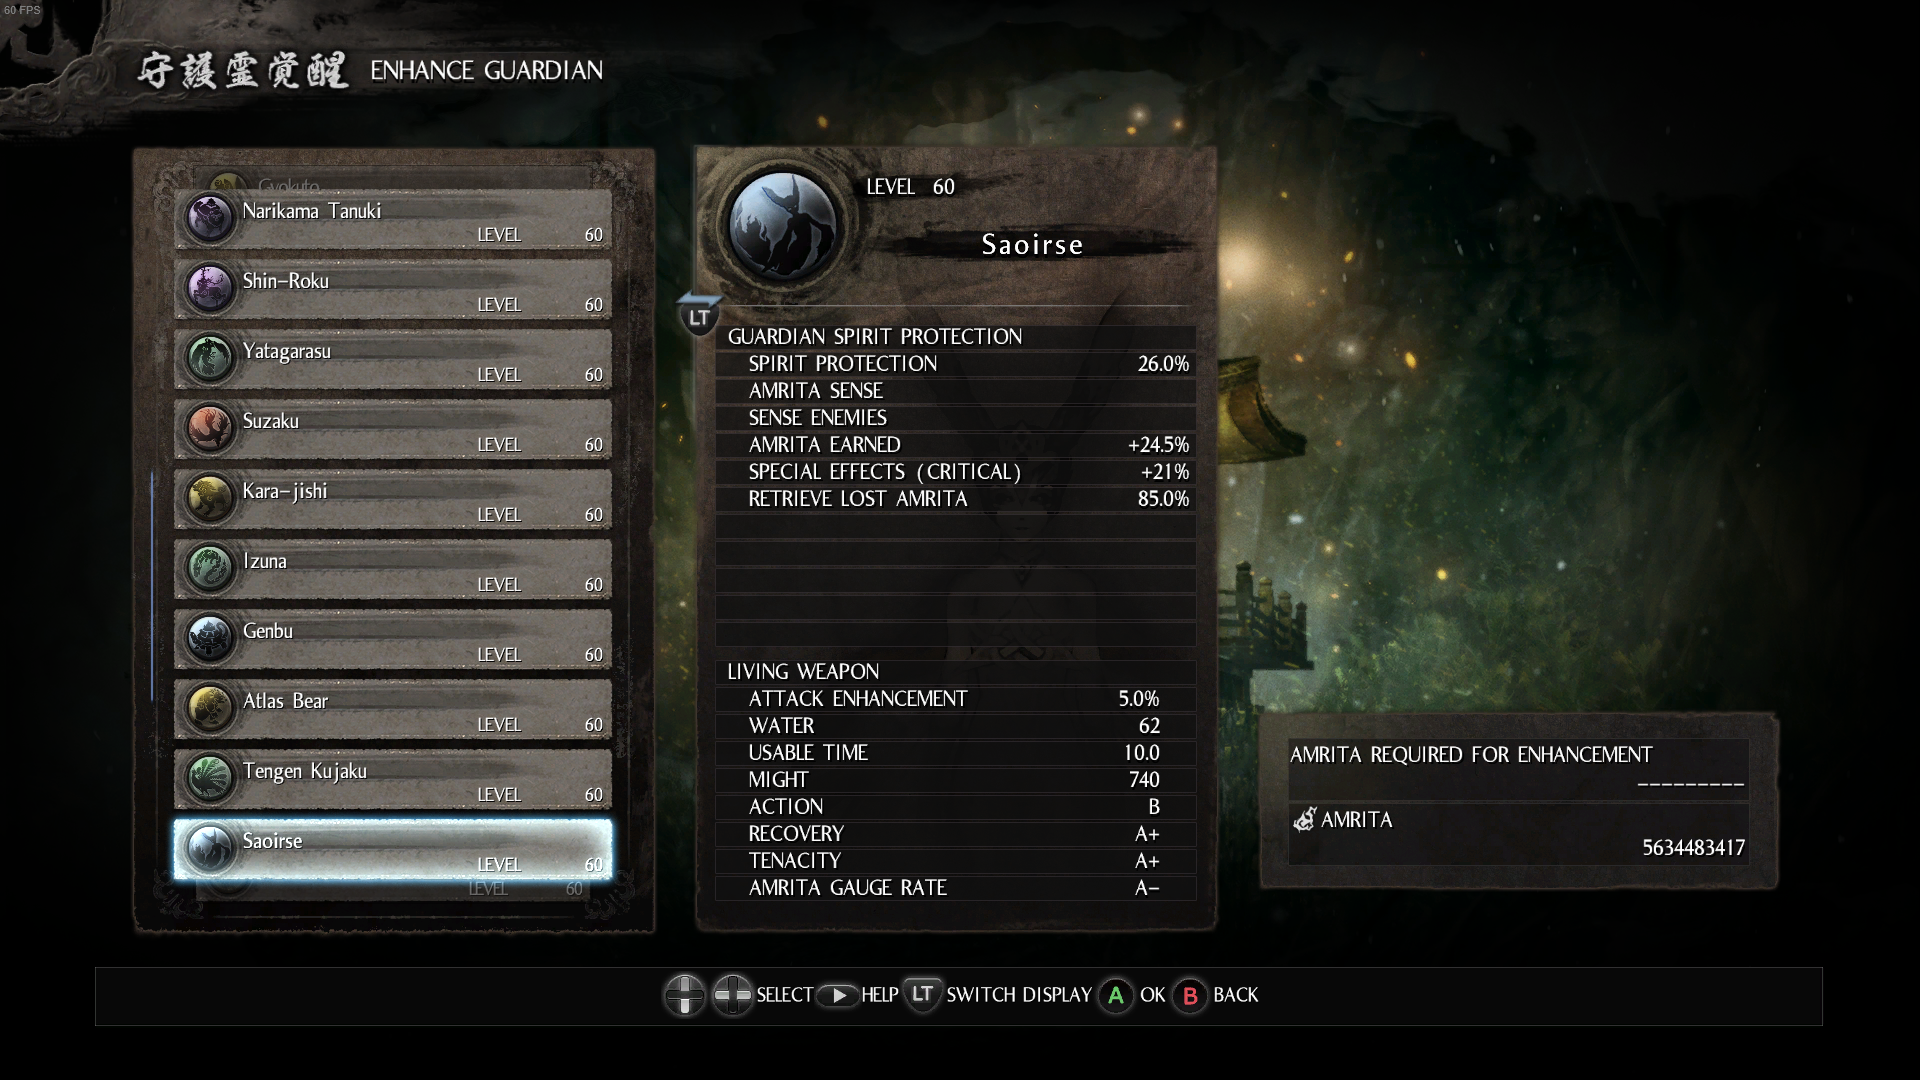 60 FPS
守護霊覚醒 ENHANCE GUARDIAN
Gyokuto
Narikama Tanuki
LEVEL 60
Shin-Roku
LEVEL 60
Yatagarasu
LEVEL 60
Suzaku
LEVEL 60
Kara-jishi
LEVEL 60
Izuna
LEVEL 60
Genbu
LEVEL 60
Atlas Bear
LEVEL 60
Tengen Kujaku
LEVEL 60
Saoirse
LEVEL 60
LEVEL 60
LEVEL 60
Saoirse
LT
GUARDIAN SPIRIT PROTECTION
SPIRIT PROTECTION 26.0%
AMRITA SENSE
SENSE ENEMIES
AMRITA EARNED +24.5%
SPECIAL EFFECTS (CRITICAL) +21%
RETRIEVE LOST AMRITA 85.0%
LIVING WEAPON
ATTACK ENHANCEMENT 5.0%
WATER 62
USABLE TIME 10.0
MIGHT 740
ACTION B
RECOVERY A+
TENACITY A+
AMRITA GAUGE RATE A-
AMRITA REQUIRED FOR ENHANCEMENT
---------
AMRITA
5634483417
SELECT HELP LT SWITCH DISPLAY A OK B BACK